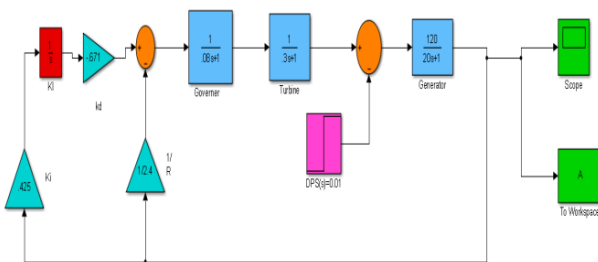 1
s
KI
-.671
kd
+
-
1
.08s+1
Governer
1
.3s+1
Turbine
+
-
120
20s+1
Generator
Scope
.425
Ki
1/2.4
1/
R
DPS(s)=0.01
A
To Workspace